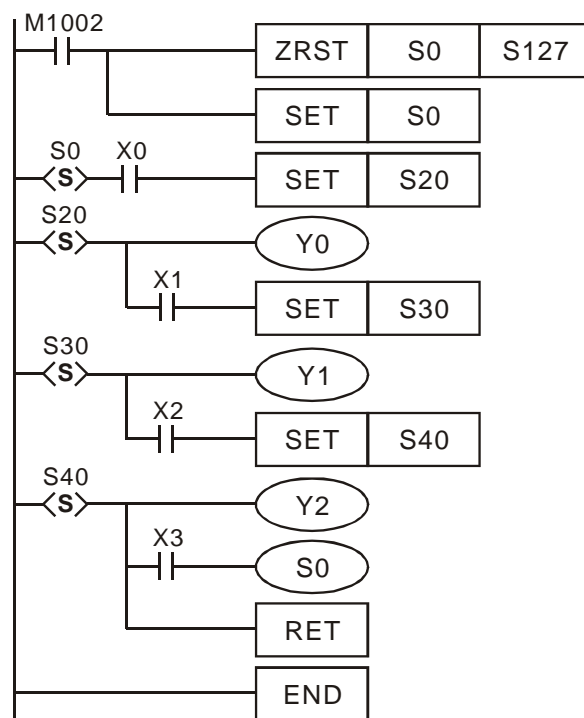 M1002
ZRST S0 S127
SET S0
S0 X0
S SET S20
S20
S Y0
X1
SET S30
S30
S Y1
X2
SET S40
S40
S Y2
X3
S0
RET
END